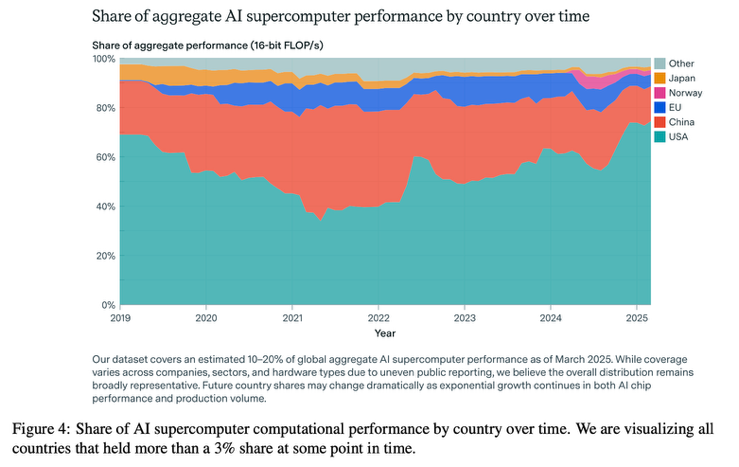 Share of aggregate AI supercomputer performance by country over time
Share of aggregate performance (16-bit FLOP/s)
100%
80%
60%
40%
20%
0%
2019
2020
2021
2022
2023
2024
2025
Year
Other
Japan
Norway
EU
China
USA
Our dataset covers an estimated 10–20% of global aggregate AI supercomputer performance as of March 2025. While coverage
varies across companies, sectors, and hardware types due to uneven public reporting, we believe the overall distribution remains
broadly representative. Future country shares may change dramatically as exponential growth continues in both AI chip
performance and production volume.
Figure 4: Share of AI supercomputer computational performance by country over time. We are visualizing all
countries that held more than a 3% share at some point in time.